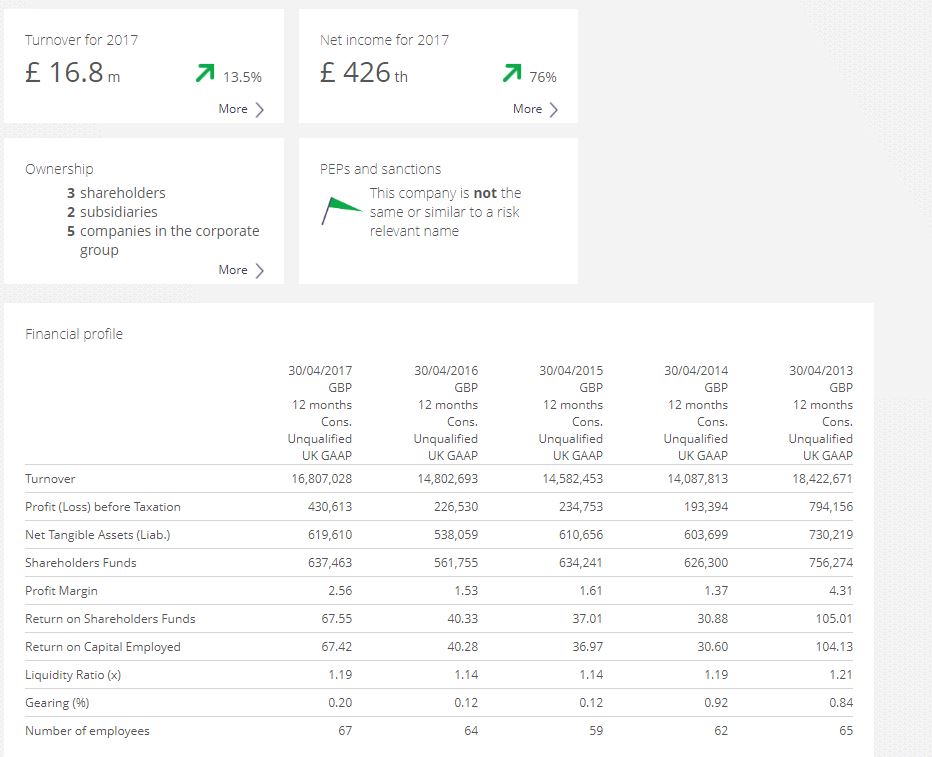 Turnover for 2017
£ 16.8 m 13.5%
More
Net income for 2017
£ 426 th 76%
More
Ownership
3 shareholders
2 subsidiaries
5 companies in the corporate
group
More
PEPs and sanctions
This company is not the
same or similar to a risk
relevant name
Financial profile
30/04/2017 30/04/2016 30/04/2015 30/04/2014 30/04/2013
GBP GBP GBP GBP GBP
12 months 12 months 12 months 12 months 12 months
Cons. Cons. Cons. Cons. Cons.
Unqualified Unqualified Unqualified Unqualified Unqualified
UK GAAP UK GAAP UK GAAP UK GAAP UK GAAP
Turnover 16,807,028 14,802,693 14,582,453 14,087,813 18,422,671
Profit (Loss) before Taxation 430,613 226,530 234,753 193,394 794,156
Net Tangible Assets (Liab.) 619,610 538,059 610,656 603,699 730,219
Shareholders Funds 637,463 561,755 634,241 626,300 756,274
Profit Margin 2.56 1.53 1.61 1.37 4.31
Return on Shareholders Funds 67.55 40.33 37.01 30.88 105.01
Return on Capital Employed 67.42 40.28 36.97 30.60 104.13
Liquidity Ratio (x) 1.19 1.14 1.14 1.19 1.21
Gearing (%) 0.20 0.12 0.12 0.92 0.84
Number of employees 67 64 59 62 65